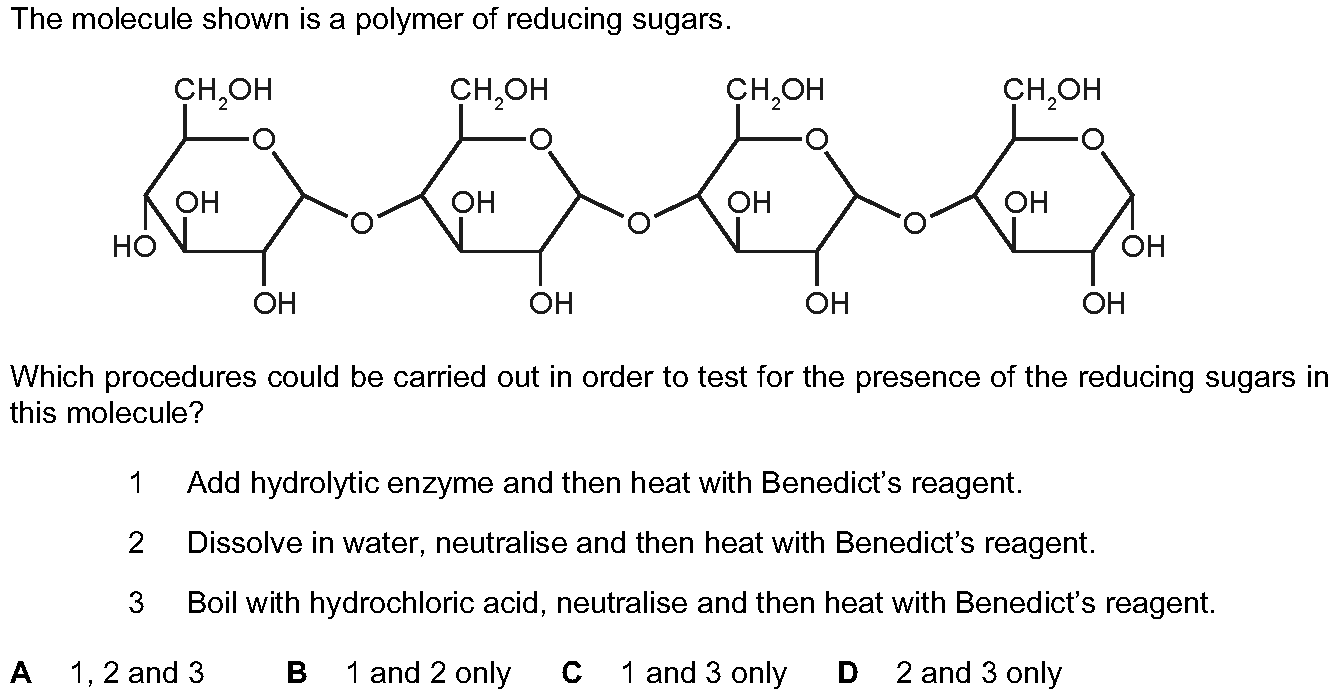 The molecule shown is a polymer of reducing sugars.
CH2OH CH2OH CH2OH CH2OH
O O O O
OH OH OH OH
O O O
HO OH
OH OH OH OH
Which procedures could be carried out in order to test for the presence of the reducing sugars in
this molecule?
1 Add hydrolytic enzyme and then heat with Benedict's reagent.
2 Dissolve in water, neutralise and then heat with Benedict's reagent.
3 Boil with hydrochloric acid, neutralise and then heat with Benedict's reagent.
A 1, 2 and 3 B 1 and 2 only C 1 and 3 only D 2 and 3 only